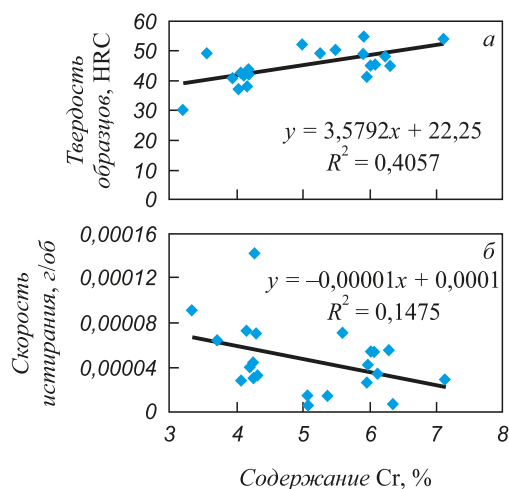 60
50
40
30
20
10
0
Твердость
образцов, HRC
а
y = 3,5792x + 22,25
R² = 0,4057
0,00016
0,00012
0,00008
0,00004
0
Скорость
истирания, г/об
б
y = –0,00001x + 0,0001
R² = 0,1475
3 4 5 6 7 8
Содержание Cr, %